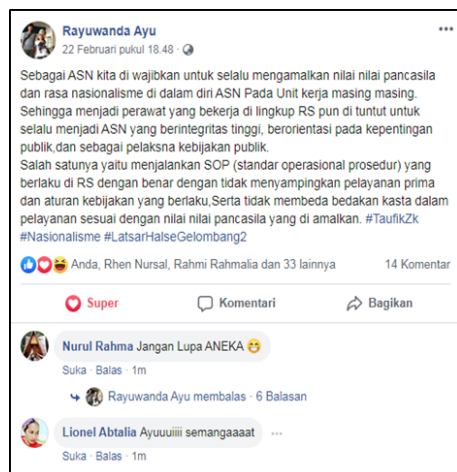 Rayuwanda Ayu
22 Februari pukul 18.48 ·
Sebagai ASN kita di wajibkan untuk selalu mengamalkan nilai nilai pancasila
dan rasa nasionalisme di dalam diri ASN Pada Unit kerja masing masing.
Sehingga menjadi perawat yang bekerja di lingkup RS pun di tuntut untuk
selalu menjadi ASN yang berintegritas tinggi, berorientasi pada kepentingan
publik,dan sebagai pelaksna kebijakan publik.
Salah satunya yaitu menjalankan SOP (standar operasional prosedur) yang
berlaku di RS dengan benar dengan tidak menyampingkan pelayanan prima
dan aturan kebijakan yang berlaku,Serta tidak membeda bedakan kasta dalam
pelayanan sesuai dengan nilai nilai pancasila yang di amalkan. #TaufikZk
#Nasionalisme #LatsarHalseGelombang2
Anda, Rhen Nursal, Rahmi Rahmalia dan 33 lainnya 14 Komentar
Super Komentari Bagikan
Nurul Rahma Jangan Lupa ANEKA 😁
Suka · Balas · 1m
Rayuwanda Ayu membalas · 6 Balasan
Lionel Abtalia Ayuuuiiii semangaaaat
Suka · Balas · 1m